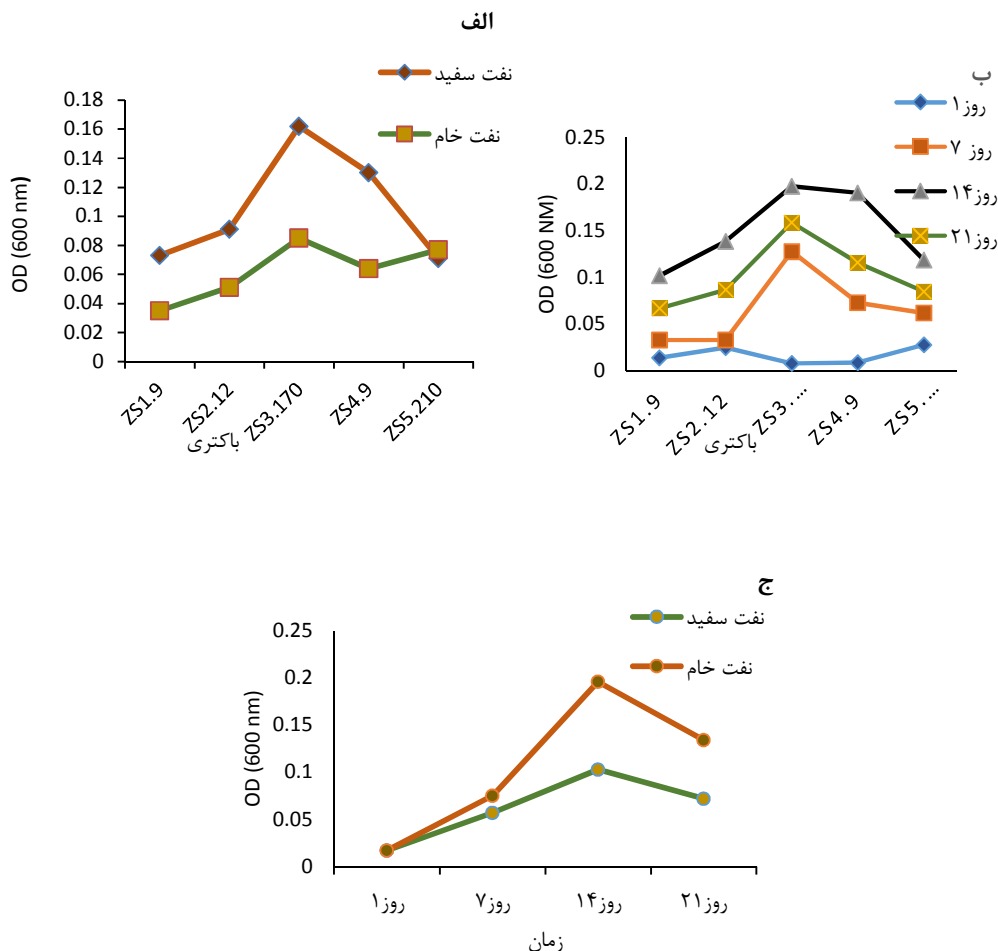 الف
نفت سفید
نفت خام
OD (600 nm)
0.18
0.16
0.14
0.12
0.1
0.08
0.06
0.04
0.02
0
ZS1.9
ZS2.12
ZS3.170
ZS4.9
ZS5.210
باکتری
ب
روز۱
روز ۷
روز۱۴
روز۲۱
OD (600 NM)
0.25
0.2
0.15
0.1
0.05
0
ZS1.9
ZS2.12
ZS3....
ZS4.9
ZS5....
باکتری
ج
نفت سفید
نفت خام
OD (600 nm)
0.25
0.2
0.15
0.1
0.05
0
روز۱
روز۷
روز۱۴
روز۲۱
زمان